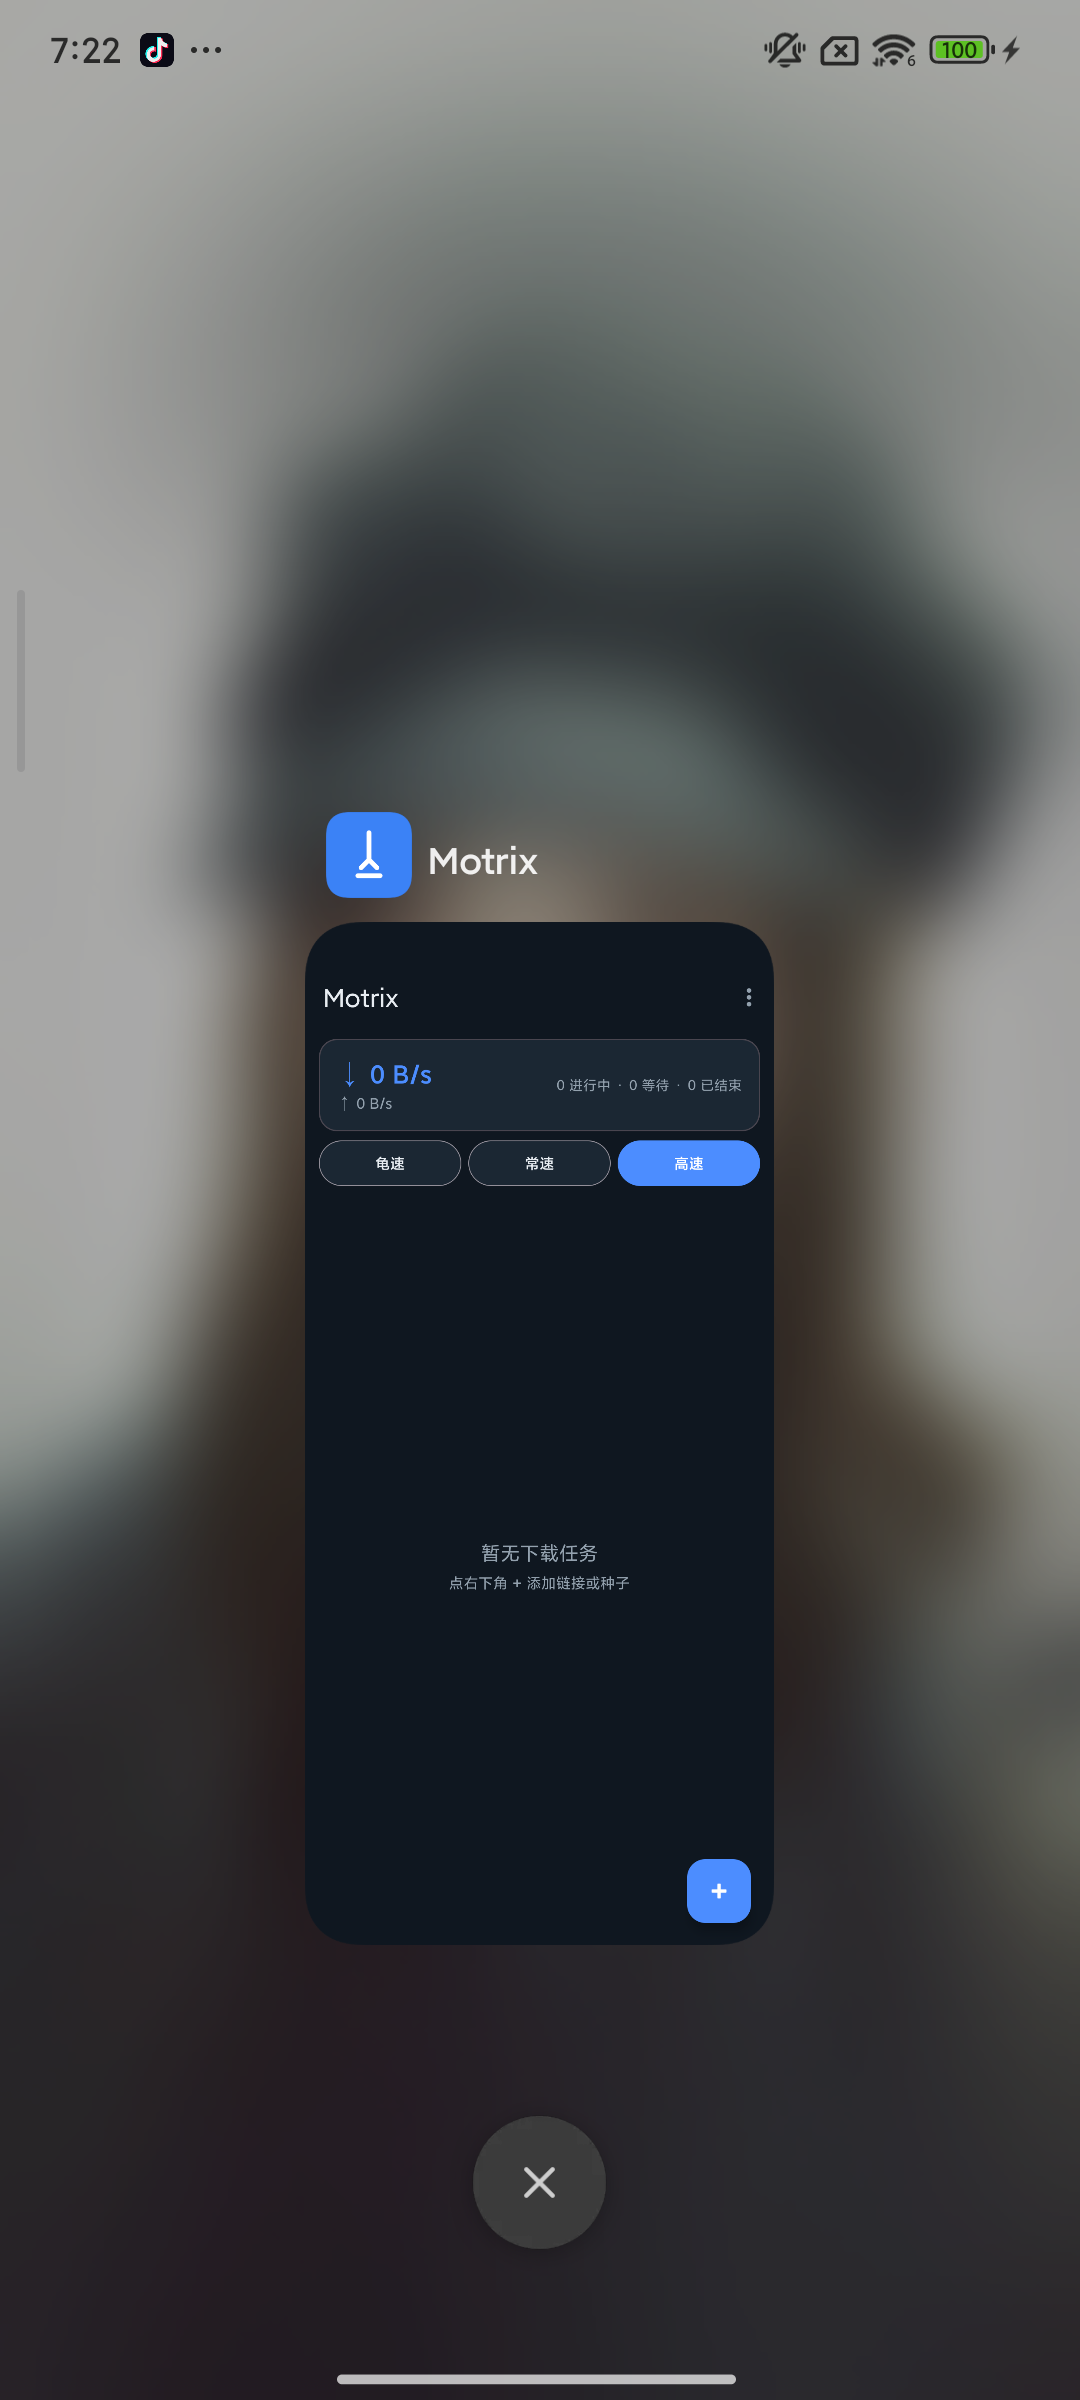 7:22
6
100
Motrix
Motrix
↓ 0 B/s
↑ 0 B/s
0 进行中 · 0 等待 · 0 已结束
龟速
常速
高速
暂无下载任务
点右下角 + 添加链接或种子
+